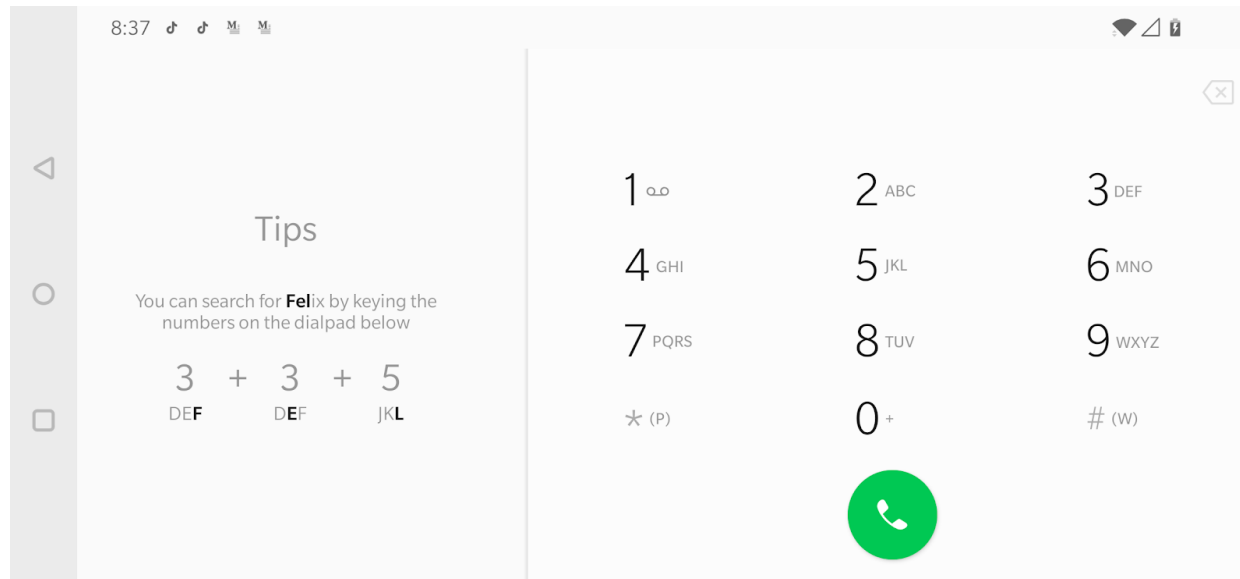 8:37
Tips
You can search for Felix by keying the
numbers on the dialpad below
3 + 3 + 5
DEF DEF JKL
1
2 ABC
3 DEF
4 GHI
5 JKL
6 MNO
7 PQRS
8 TUV
9 WXYZ
* (P)
0 +
# (W)